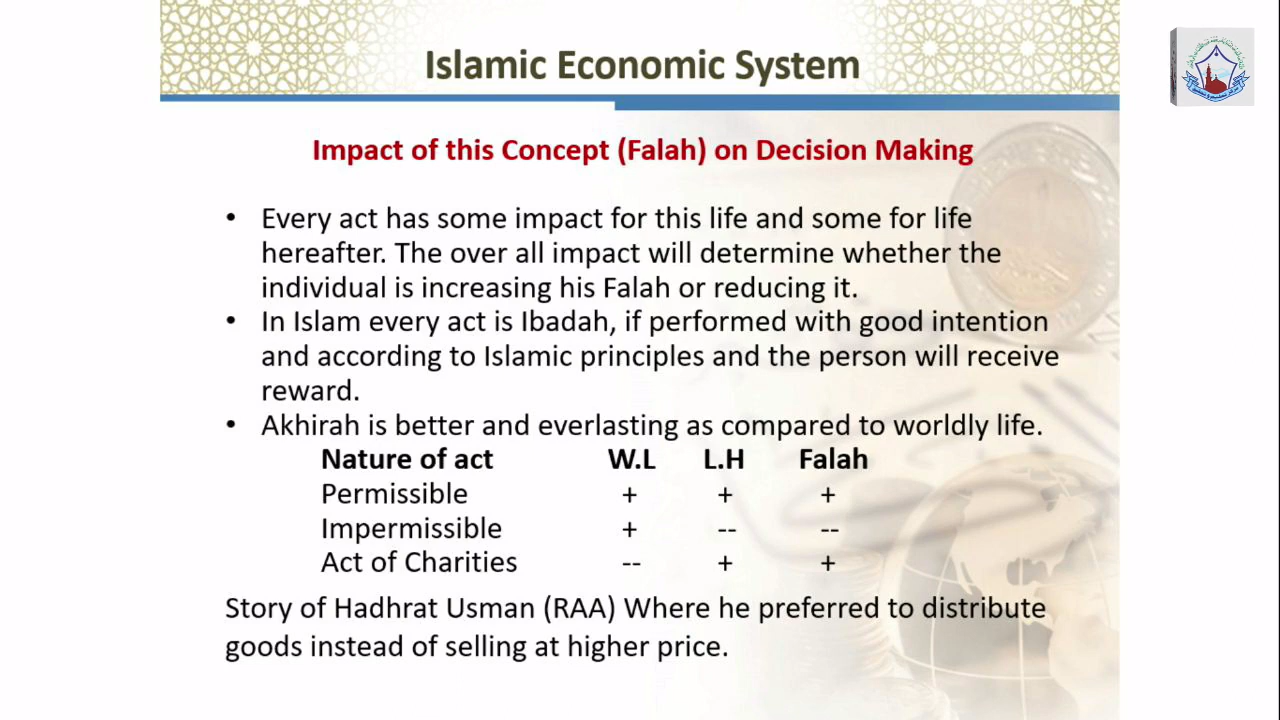 Islamic Economic System
Impact of this Concept (Falah) on Decision Making
• Every act has some impact for this life and some for life
hereafter. The over all impact will determine whether the
individual is increasing his Falah or reducing it.
• In Islam every act is Ibadah, if performed with good intention
and according to Islamic principles and the person will receive
reward.
• Akhirah is better and everlasting as compared to worldly life.
Nature of act W.L L.H Falah
Permissible + + +
Impermissible + -- --
Act of Charities -- + +
Story of Hadhrat Usman (RAA) Where he preferred to distribute
goods instead of selling at higher price.